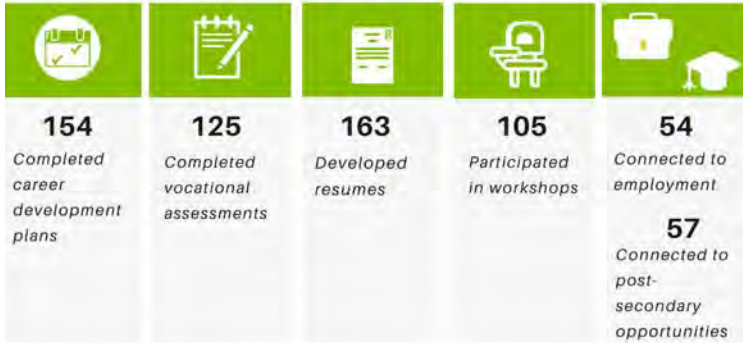 154
Completed
career
development
plans
125
Completed
vocational
assessments
163
Developed
resumes
105
Participated
in workshops
54
Connected to
employment
57
Connected to
post-
secondary
opportunities